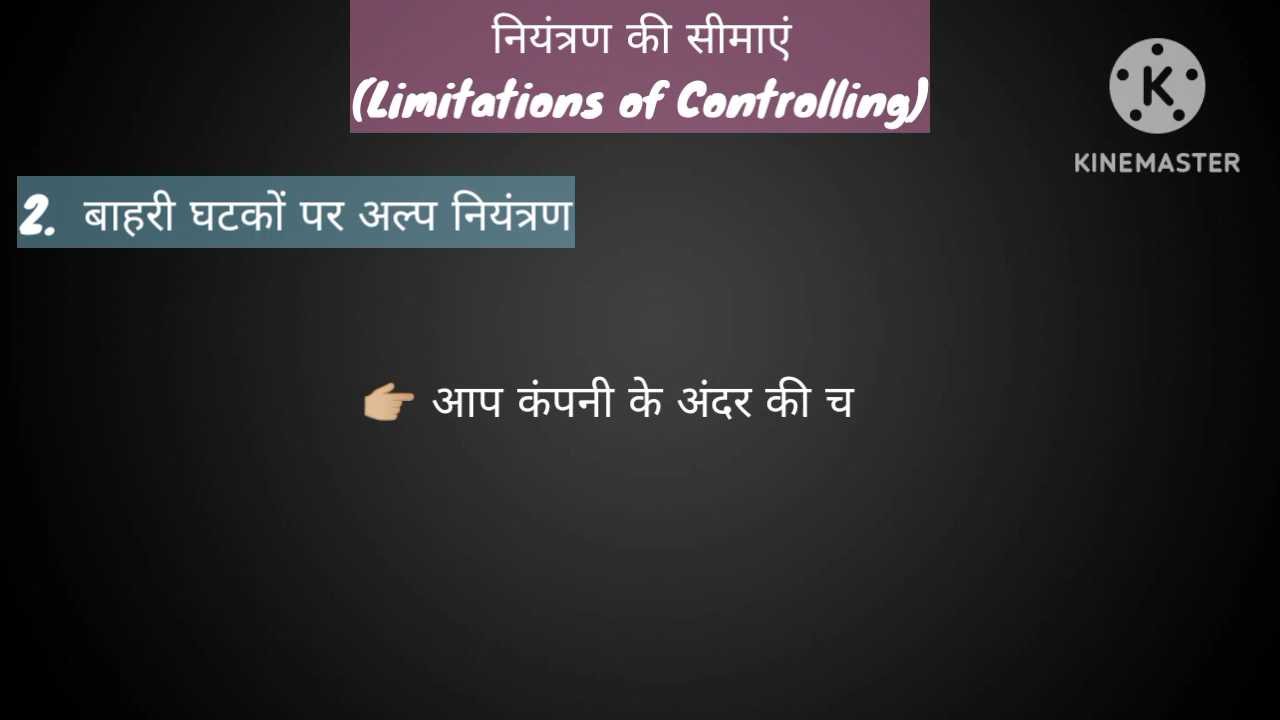 नियंत्रण की सीमाएं
(Limitations of Controlling)
KINEMASTER
2. बाहरी घटकों पर अल्प नियंत्रण
👉🏼 आप कंपनी के अंदर की च